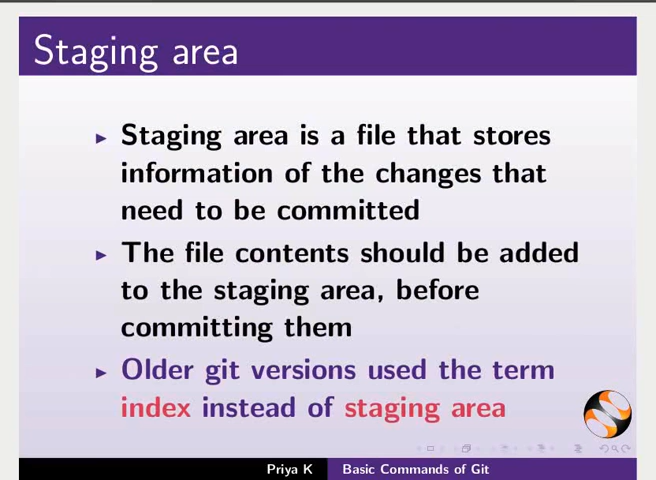 Staging area
Staging area is a file that stores
information of the changes that
need to be committed
The file contents should be added
to the staging area, before
committing them
Older git versions used the term
index instead of staging area
Priya K Basic Commands of Git